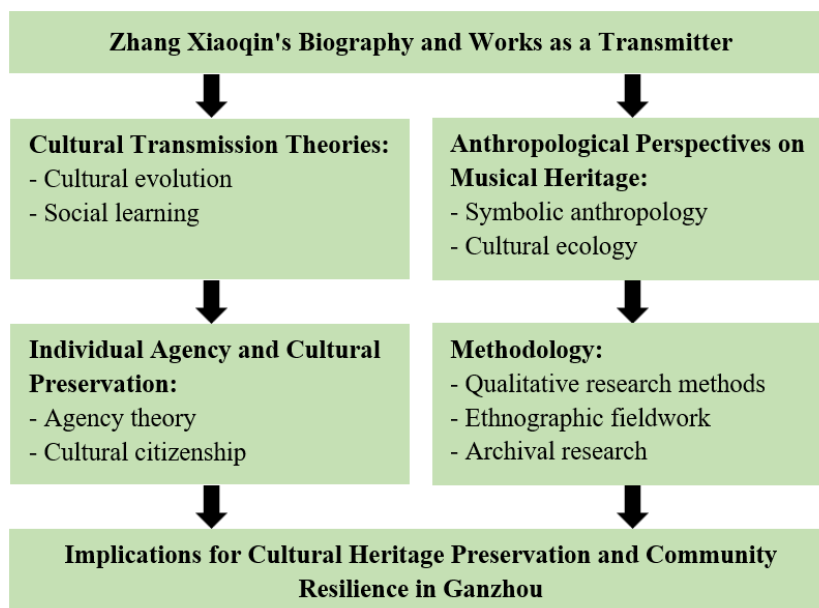 Zhang Xiaoqin's Biography and Works as a Transmitter
Cultural Transmission Theories:
- Cultural evolution
- Social learning
Anthropological Perspectives on
Musical Heritage:
- Symbolic anthropology
- Cultural ecology
Individual Agency and Cultural
Preservation:
- Agency theory
- Cultural citizenship
Methodology:
- Qualitative research methods
- Ethnographic fieldwork
- Archival research
Implications for Cultural Heritage Preservation and Community
Resilience in Ganzhou